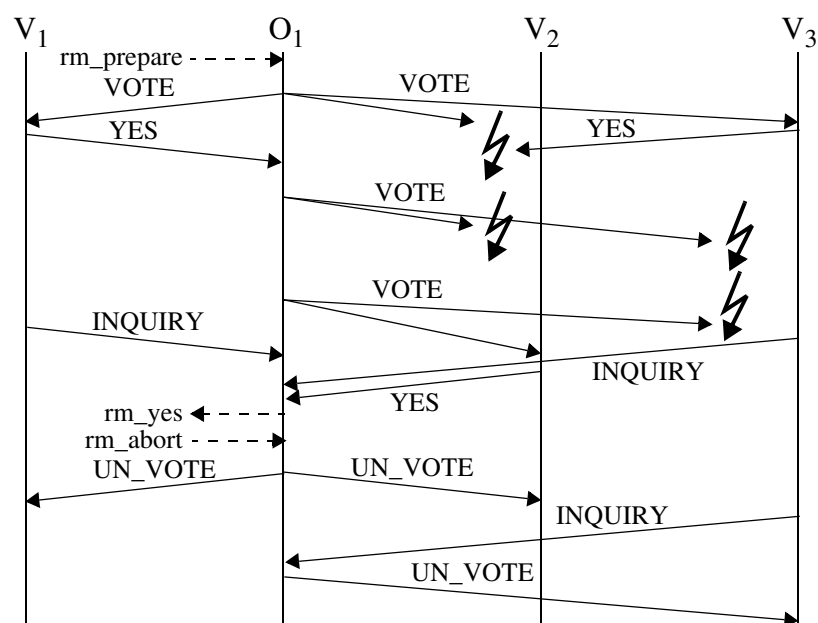 V1 O1 V2 V3
rm_prepare
VOTE VOTE
YES YES
VOTE
VOTE
INQUIRY
INQUIRY
YES
rm_yes
rm_abort
UN_VOTE UN_VOTE
INQUIRY
UN_VOTE